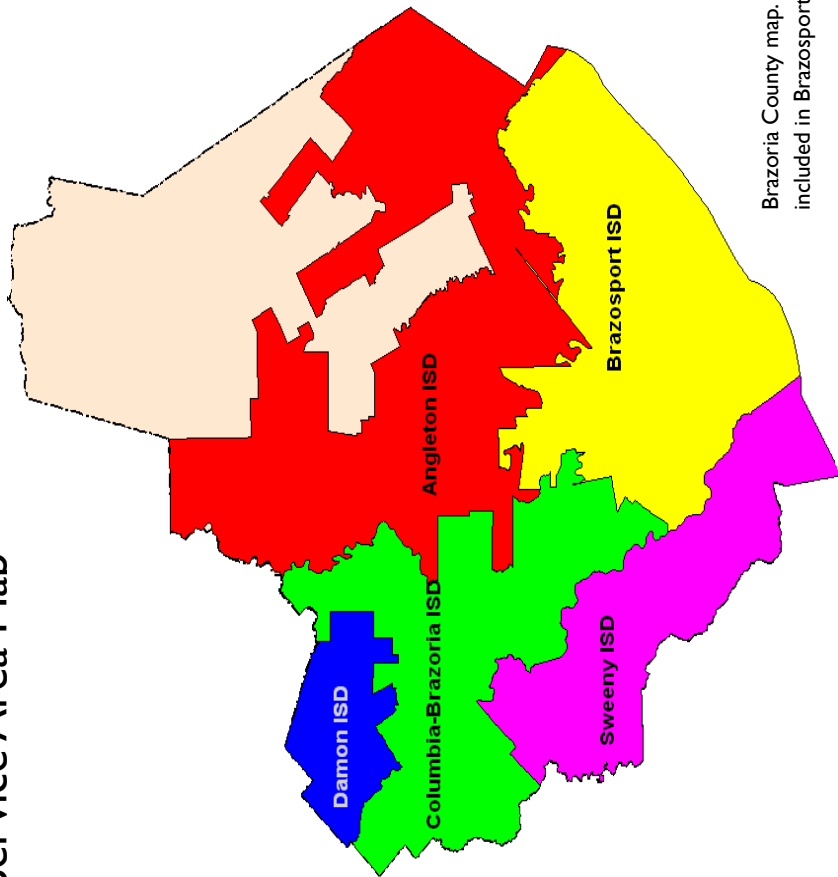 Service Area Map
Damon ISD
Columbia-Brazoria ISD
Angleton ISD
Sweeny ISD
Brazosport ISD
Brazoria County map.
included in Brazosport